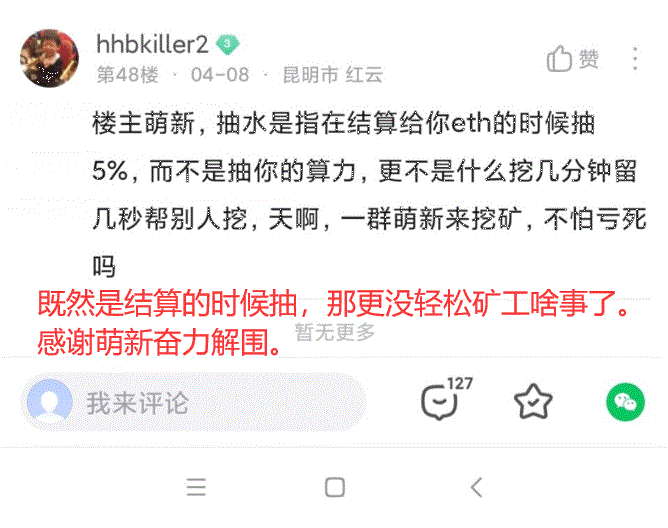 hhbkiller2 3
第48楼 · 04-08 · 昆明市 红云
赞
楼主萌新，抽水是指在结算给你eth的时候抽
5%，而不是抽你的算力，更不是什么挖几分钟留
几秒帮别人挖，天啊，一群萌新来挖矿，不怕亏死
吗
既然是结算的时候抽，那更没轻松矿工啥事了。
感谢萌新奋力解围。
暂无更多
我来评论
127